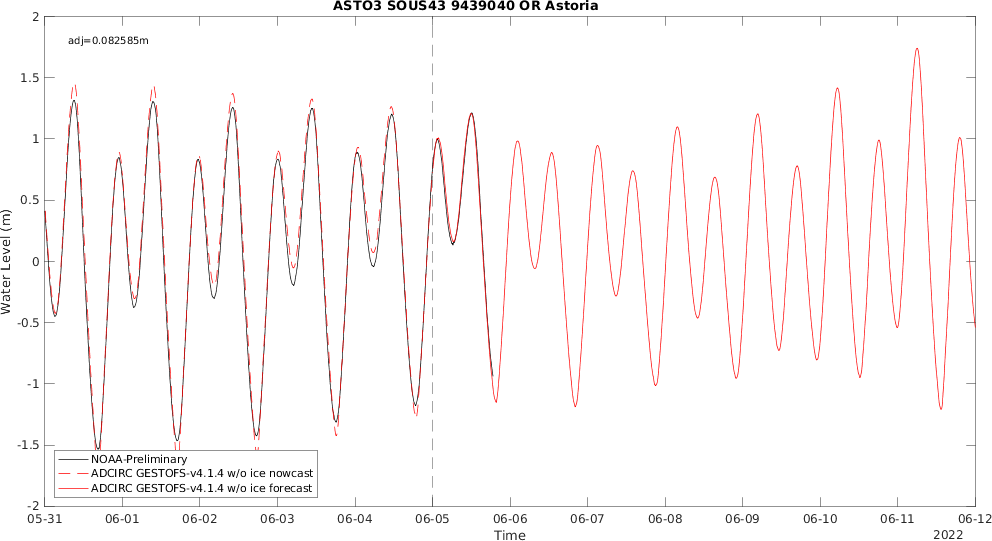 ASTO3 SOUS43 9439040 OR Astoria
adj=0.082585m
Water Level (m)
2
1.5
1
0.5
0
-0.5
-1
-1.5
-2
NOAA-Preliminary
ADCIRC GESTOFS-v4.1.4 w/o ice nowcast
ADCIRC GESTOFS-v4.1.4 w/o ice forecast
05-31 06-01 06-02 06-03 06-04 06-05 06-06 06-07 06-08 06-09 06-10 06-11 06-12
Time
2022